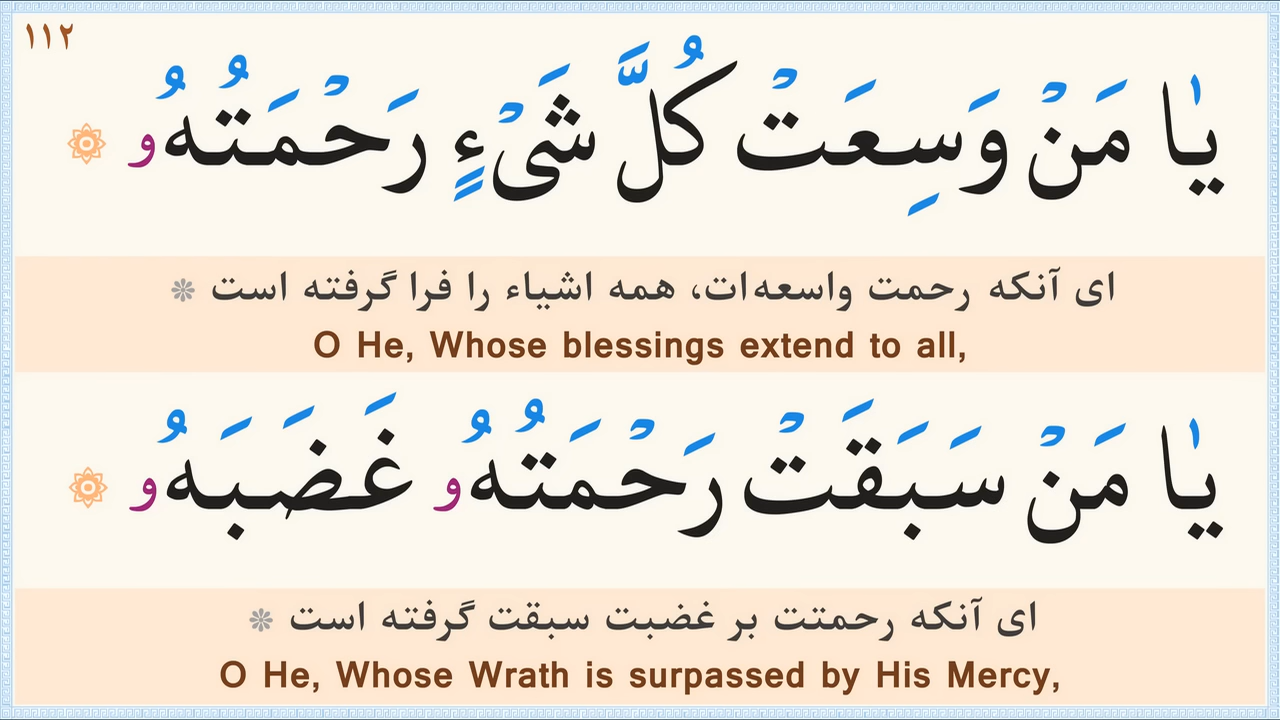 ۱۱۲
يٰا مَنْ وَسِعَتْ كُلَّ شَىْءٍ رَحْمَتُهُ و
ای آنکه رحمت واسعه‌ات، همه اشیاء را فرا گرفته است
O He, Whose blessings extend to all,
يٰا مَنْ سَبَقَتْ رَحْمَتُهُ و غَضَبَهُ و
ای آنکه رحمتت بر غضبت سبقت گرفته است
O He, Whose Wrath is surpassed by His Mercy,